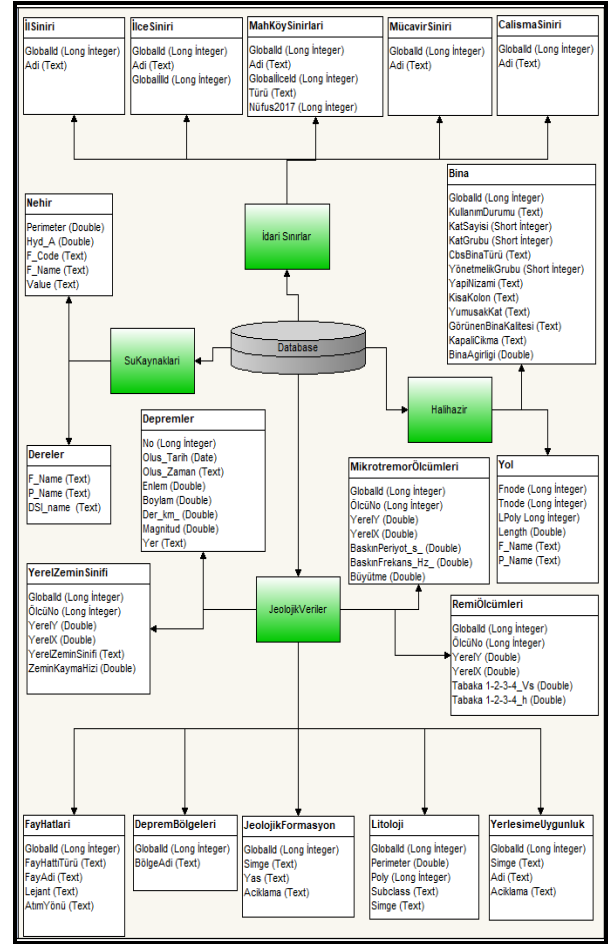 İlSiniri
GlobalId (Long İnteger)
Adi (Text)
İlceSiniri
GlobalId (Long İnteger)
Adi (Text)
GlobalİlId (Long İnteger)
MahKöySinirlari
GlobalId (Long İnteger)
Adi (Text)
GlobalİlceId (Long İnteger)
Türü (Text)
Nüfus2017 (Long İnteger)
MücavirSiniri
GlobalId (Long İnteger)
Adi (Text)
CalismaSiniri
GlobalId (Long İnteger)
Adi (Text)
Nehir
Perimeter (Double)
Hyd_A (Double)
F_Code (Text)
F_Name (Text)
Value (Text)
İdari Sınırlar
Bina
GlobalId (Long İnteger)
KullanımDurumu (Text)
KatSayisi (Short İnteger)
KatGrubu (Short İnteger)
CbsBinaTürü (Text)
YönetmelikGrubu (Short İnteger)
YapiNizami (Text)
KisaKolon (Text)
YumusakKat (Text)
GörünenBinaKalitesi (Text)
KapaliCikma (Text)
BinaAgirligi (Double)
Database
SuKaynaklari
Halihazir
Dereler
F_Name (Text)
P_Name (Text)
DSI_name (Text)
Depremler
No (Long İnteger)
Olus_Tarih (Date)
Olus_Zaman (Text)
Enlem (Double)
Boylam (Double)
Der_km_ (Double)
Magnitud (Double)
Yer (Text)
MikrotremorÖlcümleri
GlobalId (Long İnteger)
ÖlcüNo (Long İnteger)
YerelY (Double)
YerelX (Double)
BaskınPeriyot_s_ (Double)
BaskınFrekans_Hz_ (Double)
Büyütme (Double)
Yol
Fnode (Long İnteger)
Tnode (Long İnteger)
LPoly Long İnteger)
Length (Double)
F_Name (Text)
P_Name (Text)
YerelZeminSinifi
GlobalId (Long İnteger)
ÖlcüNo (Long İnteger)
YerelY (Double)
YerelX (Double)
YerelZeminSinifi (Text)
ZeminKaymaHizi (Double)
JeolojikVeriler
RemiÖlcümleri
GlobalId (Long İnteger)
ÖlcüNo (Long İnteger)
YerelY (Double)
YerelX (Double)
Tabaka 1-2-3-4_Vs (Double)
Tabaka 1-2-3-4_h (Double)
FayHatlari
GlobalId (Long İnteger)
FayHattıTürü (Text)
FayAdi (Text)
Lejant (Text)
AtımYönü (Text)
DepremBölgeleri
GlobalId (Long İnteger)
BölgeAdi (Text)
JeolojikFormasyon
GlobalId (Long İnteger)
Simge (Text)
Yas (Text)
Aciklama (Text)
Litoloji
GlobalId (Long İnteger)
Perimeter (Double)
Poly (Long İnteger)
Subclass (Text)
Simge (Text)
YerlesimeUygunluk
GlobalId (Long İnteger)
Simge (Text)
Adi (Text)
Aciklama (Text)